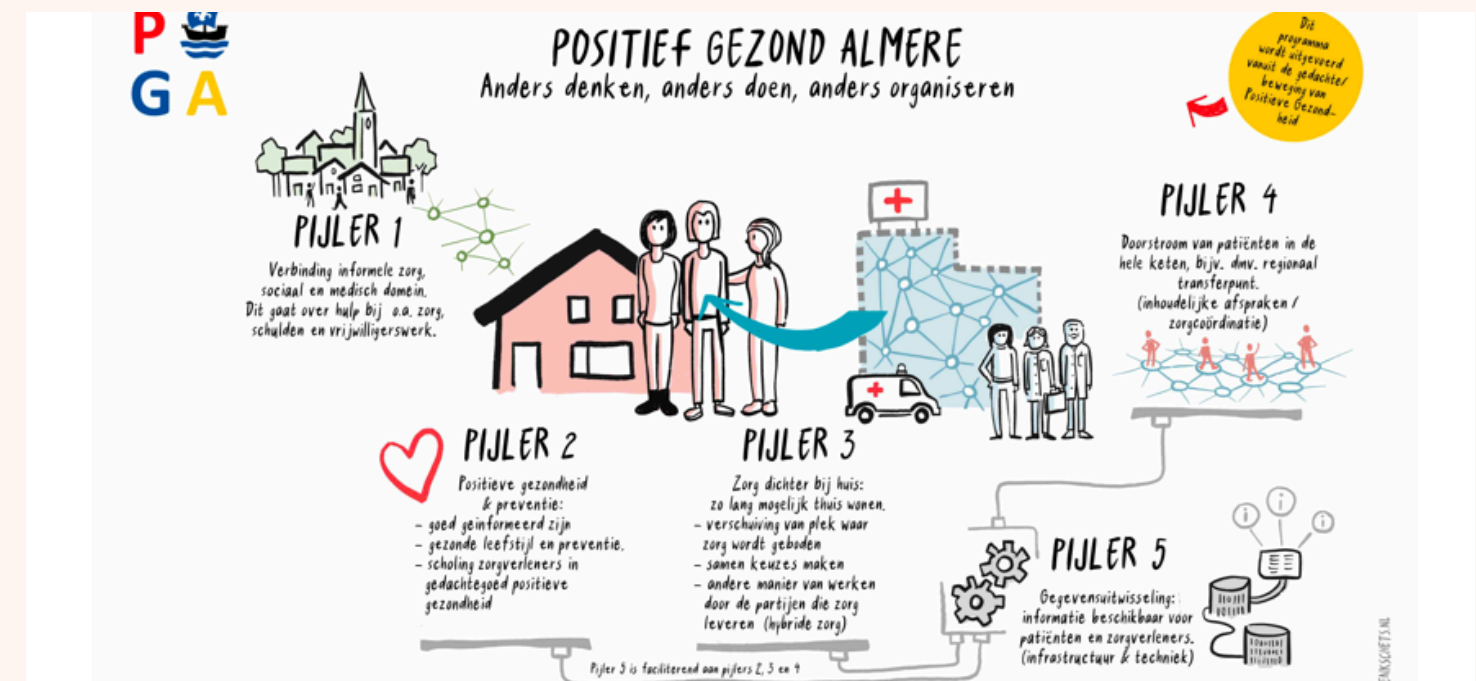 P
G A
POSITIEF GEZOND ALMERE
Anders denken, anders doen, anders organiseren
Dit
programma
wordt uitgevoerd
vanuit de gedachte/
beweging van
Positieve Gezond-
heid
PIJLER 1
Verbinding informele zorg,
sociaal en medisch domein.
Dit gaat over hulp bij o.a. zorg,
schulden en vrijwilligerswerk.
PIJLER 4
Doorstroom van patiënten in de
hele keten, bijv. dmv. regionaal
transferpunt.
(inhoudelijke afspraken /
zorgcoördinatie)
PIJLER 2
Positieve gezondheid
& preventie:
- goed geïnformeerd zijn
- gezonde leefstijl en preventie.
- scholing zorgverleners in
gedachtegoed positieve
gezondheid
PIJLER 3
Zorg dichter bij huis:
zo lang mogelijk thuis wonen.
- verschuiving van plek waar
zorg wordt geboden
- samen keuzes maken
- andere manier van werken
door de partijen die zorg
leveren (hybride zorg)
PIJLER 5
Gegevensuitwisseling:
informatie beschikbaar voor
patiënten en zorgverleners.
(infrastructuur & techniek)
i
i
i
Pijler 5 is faciliterend aan pijlers 2, 3 en 4